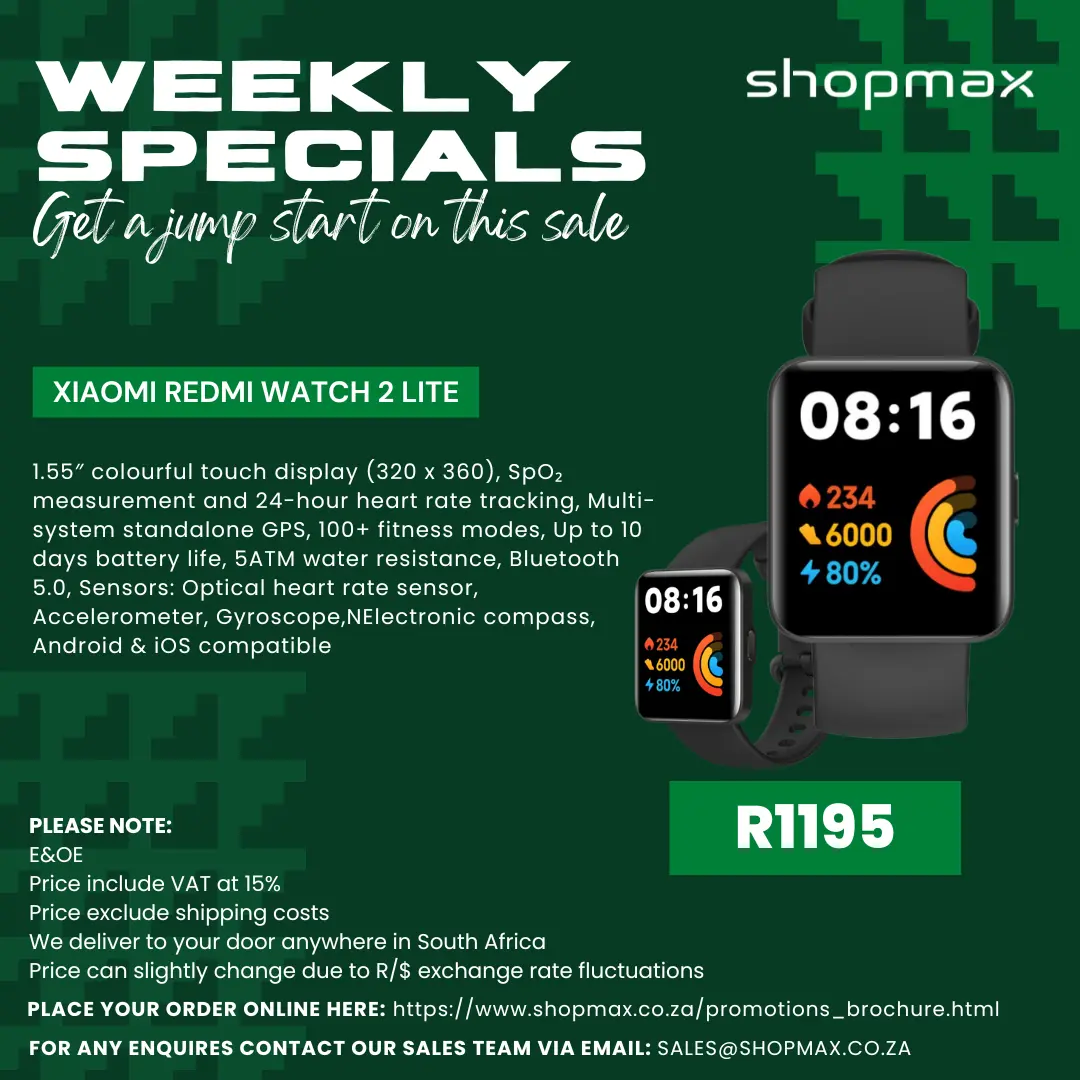 WEEKLY
SPECIALS
Get a jump start on this sale
shopmax
XIAOMI REDMI WATCH 2 LITE
1.55″ colourful touch display (320 x 360), SpO₂
measurement and 24-hour heart rate tracking, Multi-
system standalone GPS, 100+ fitness modes, Up to 10
days battery life, 5ATM water resistance, Bluetooth
5.0, Sensors: Optical heart rate sensor,
Accelerometer, Gyroscope,NElectronic compass,
Android & iOS compatible
08:16
234
6000
80%
08:16
234
6000
80%
R1195
PLEASE NOTE:
E&OE
Price include VAT at 15%
Price exclude shipping costs
We deliver to your door anywhere in South Africa
Price can slightly change due to R/$ exchange rate fluctuations
PLACE YOUR ORDER ONLINE HERE: https://www.shopmax.co.za/promotions_brochure.html
FOR ANY ENQUIRES CONTACT OUR SALES TEAM VIA EMAIL: SALES@SHOPMAX.CO.ZA